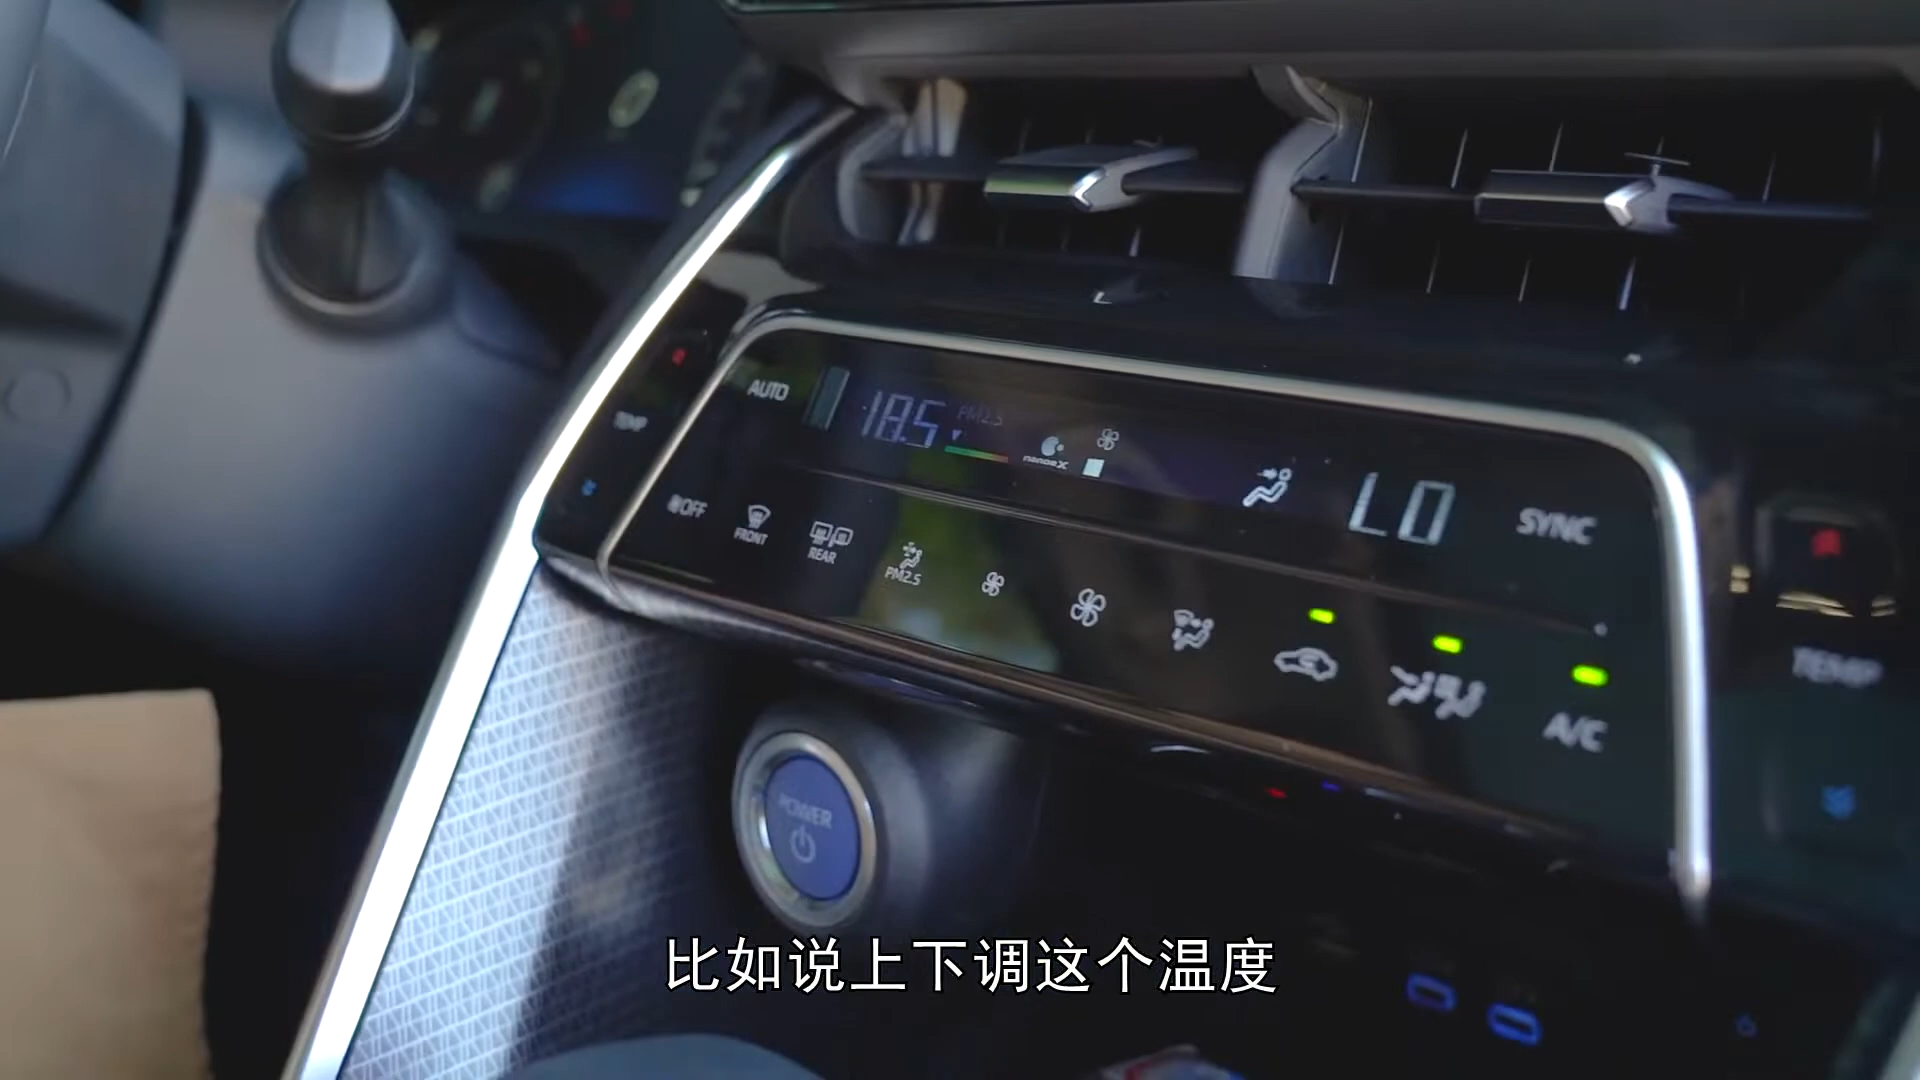 AUTO
18.5
PM2.5
nanoe X
LO
SYNC
TEMP
OFF
FRONT
REAR
PM2.5
A/C
TEMP
POWER
比如说上下调这个温度